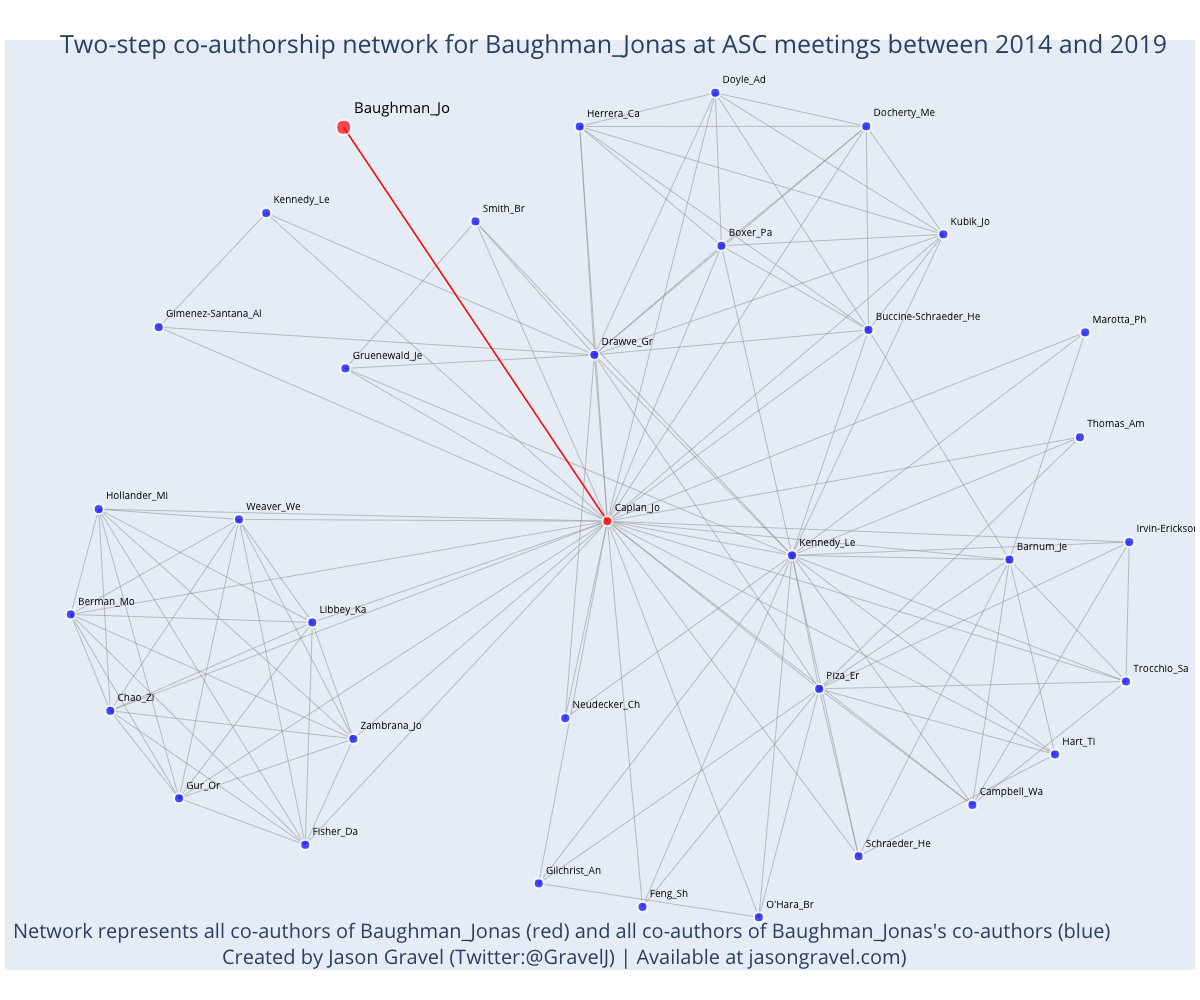 Two-step co-authorship network for Baughman_Jonas at ASC meetings between 2014 and 2019
Doyle_Ad
Baughman_Jo
Herrera_Ca
Docherty_Me
Kennedy_Le
Smith_Br
Kubik_Jo
Boxer_Pa
Gimenez-Santana_Al
Buccine-Schraeder_He
Marotta_Ph
Drawve_Gr
Gruenewald_Je
Thomas_Am
Hollander_Mi
Weaver_We
Caplan_Jo
Irvin-Erickson
Kennedy_Le
Barnum_Je
Berman_Mo
Libbey_Ka
Trocchio_Sa
Piza_Er
Chao_Zi
Neudecker_Ch
Zambrana_Jo
Hart_Ti
Gur_Or
Campbell_Wa
Fisher_Da
Schraeder_He
Gilchrist_An
Feng_Sh
O'Hara_Br
Network represents all co-authors of Baughman_Jonas (red) and all co-authors of Baughman_Jonas's co-authors (blue)
Created by Jason Gravel (Twitter:@GravelJ) | Available at jasongravel.com)